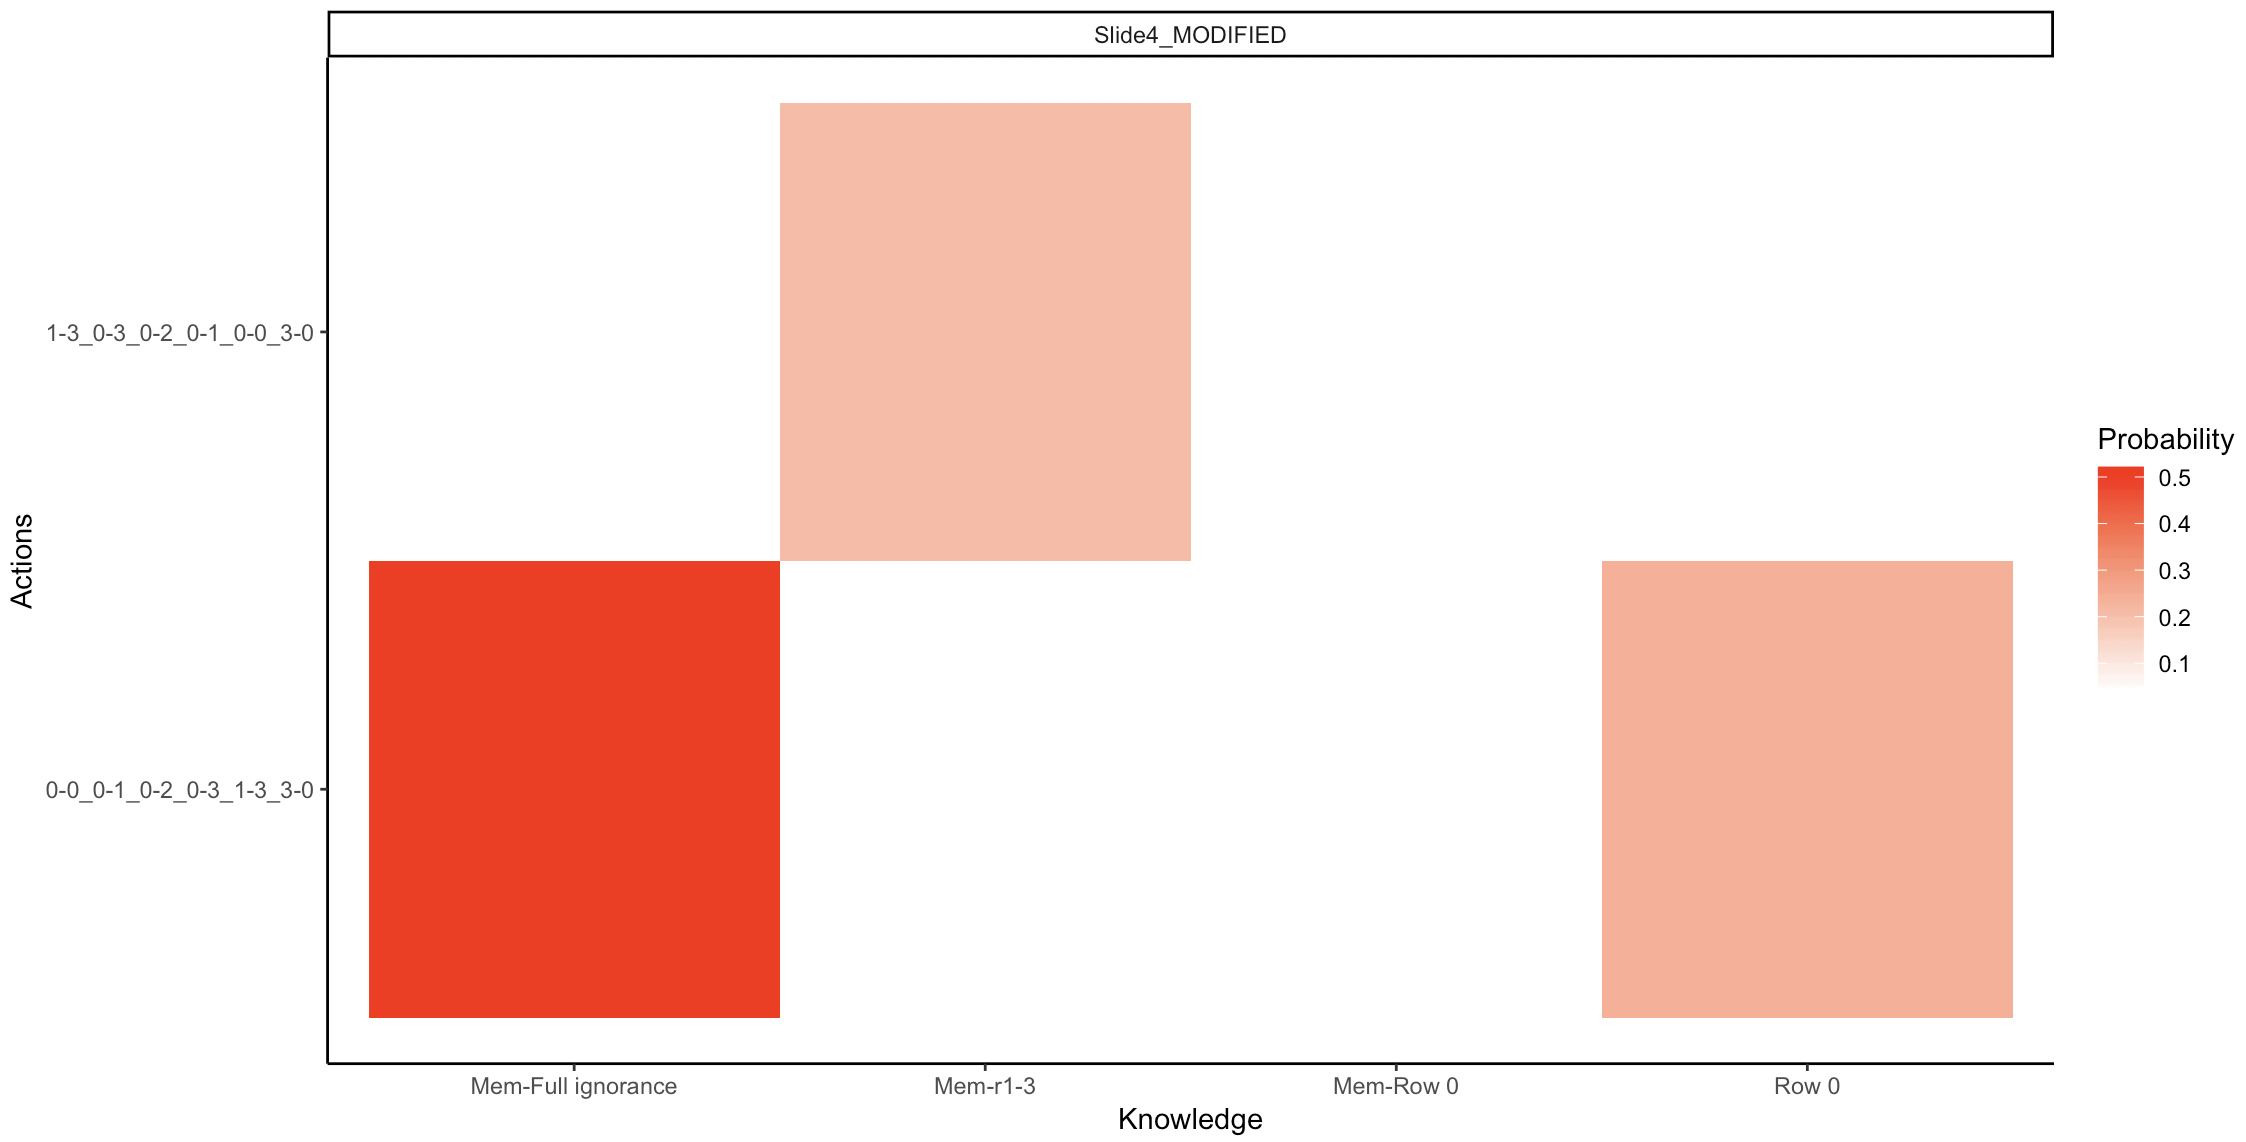 Slide4_MODIFIED
Actions
1-3_0-3_0-2_0-1_0-0_3-0
0-0_0-1_0-2_0-3_1-3_3-0
Probability
0.5
0.4
0.3
0.2
0.1
Mem-Full ignorance
Mem-r1-3
Mem-Row 0
Row 0
Knowledge